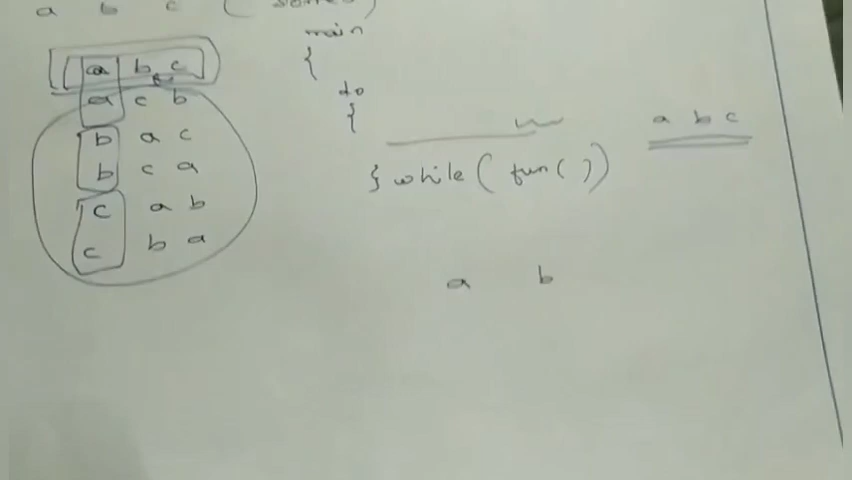 a b c (
a b c
a c b
b a c
b c a
c a b
c b a
main
{
do
{
} while ( fun( ) )
a b c
a b